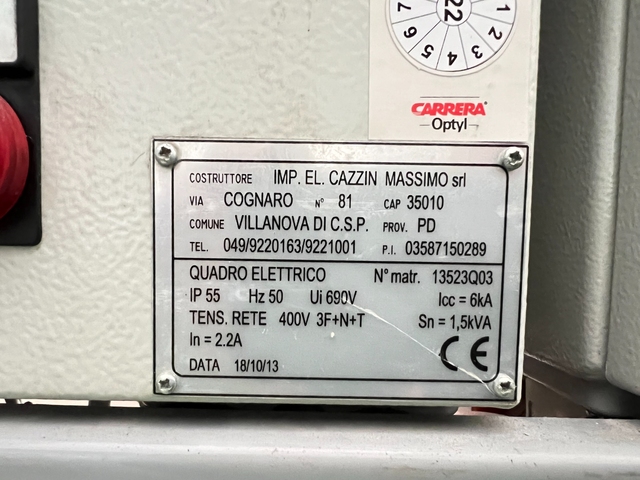 22
7 6 5 4 3 2 1
CARRERA
Optyl
COSTRUTTORE IMP. EL. CAZZIN MASSIMO srl
VIA COGNARO N° 81 CAP 35010
COMUNE VILLANOVA DI C.S.P. PROV. PD
TEL. 049/9220163/9221001 P.I. 03587150289
QUADRO ELETTRICO N° matr. 13523Q03
IP 55 Hz 50 Ui 690V Icc = 6kA
TENS. RETE 400V 3F+N+T Sn = 1,5kVA
In = 2.2A
CE
DATA 18/10/13